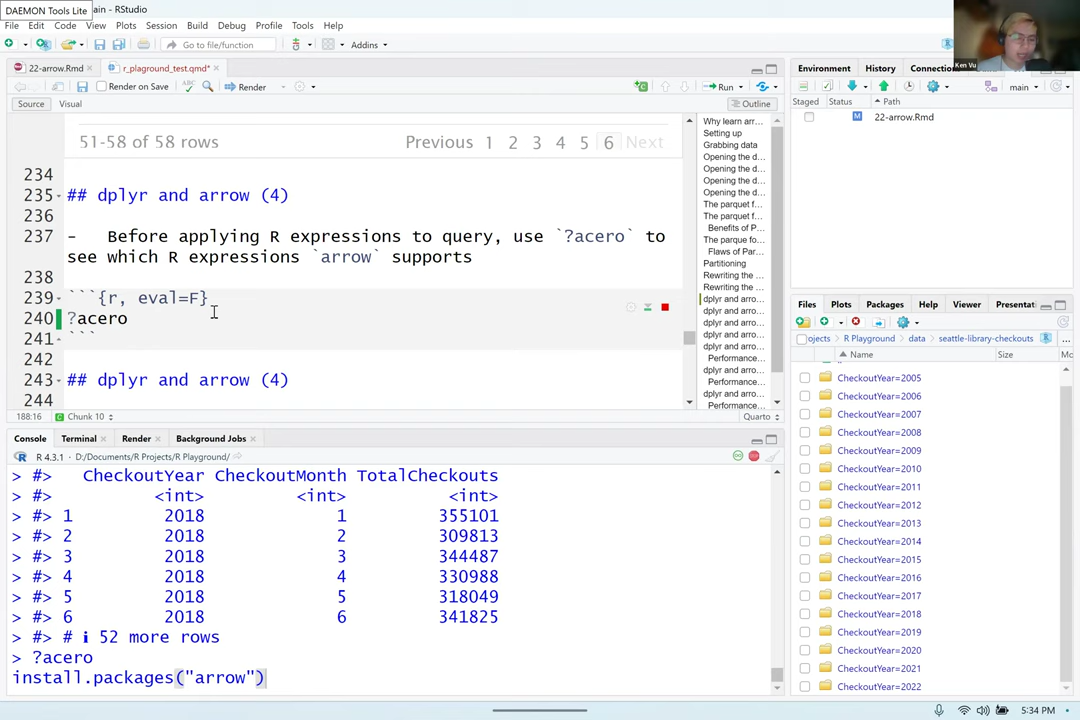 DAEMON Tools Lite
ain - RStudio
File Edit Code View Plots Session Build Debug Profile Tools Help
Go to file/function
Addins
22-arrow.Rmd
r_plaground_test.qmd*
Render on Save
Render
Run
Source Visual
Outline
51-58 of 58 rows
Previous 1 2 3 4 5 6 Next
234
235 ## dplyr and arrow (4)
236
237 - Before applying R expressions to query, use `?acero` to
see which R expressions `arrow` supports
238
239 ```{r, eval=F}
240 ?acero
241 ```
242
243 ## dplyr and arrow (4)
244
188:16 Chunk 10
Quarto
Why learn arr...
Setting up
Grabbing data
Opening the d...
Opening the d...
Opening the d...
Opening the d...
The parquet f...
The parquet f...
Benefits of P...
The parque fo...
Flaws of Par...
Partitioning
Rewriting the ...
Rewriting the ...
dplyr and arro...
dplyr and arro...
dplyr and arro...
dplyr and arro...
dplyr and arro...
Performance...
dplyr and arro...
Performance...
dplyr and arro...
Performance...
Console Terminal Render Background Jobs
R 4.3.1 · D:/Documents/R Projects/R Playground/
> #> CheckoutYear CheckoutMonth TotalCheckouts
> #> <int> <int> <int>
> #> 1 2018 1 355101
> #> 2 2018 2 309813
> #> 3 2018 3 344487
> #> 4 2018 4 330988
> #> 5 2018 5 318049
> #> 6 2018 6 341825
> #> # ℹ 52 more rows
> ?acero
install.packages("arrow")
Ken Vu
Environment History Connection
main
Staged Status Path
M 22-arrow.Rmd
Files Plots Packages Help Viewer Presentati
ojects R Playground data seattle-library-checkouts
Name Size Mo
CheckoutYear=2005
CheckoutYear=2006
CheckoutYear=2007
CheckoutYear=2008
CheckoutYear=2009
CheckoutYear=2010
CheckoutYear=2011
CheckoutYear=2012
CheckoutYear=2013
CheckoutYear=2014
CheckoutYear=2015
CheckoutYear=2016
CheckoutYear=2017
CheckoutYear=2018
CheckoutYear=2019
CheckoutYear=2020
CheckoutYear=2021
CheckoutYear=2022
5:34 PM